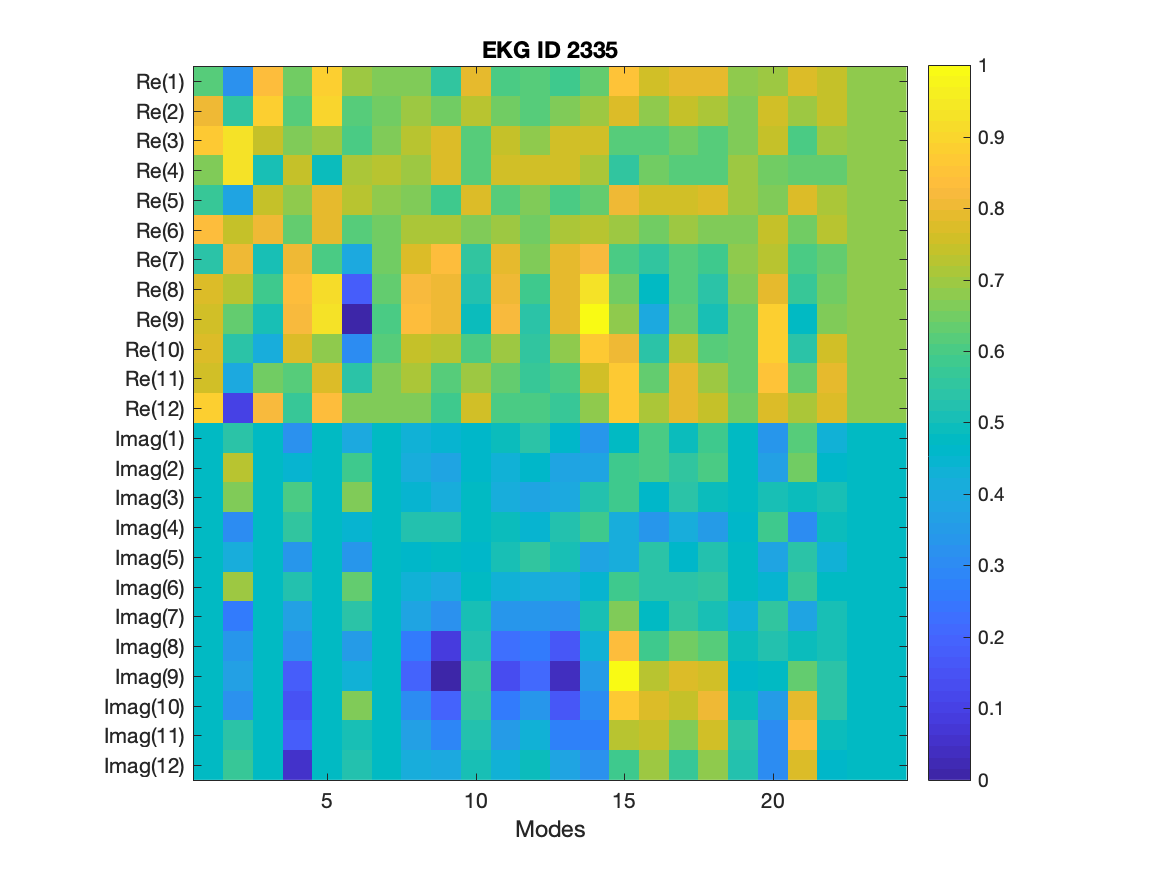 EKG ID 2335
Re(1)
Re(2)
Re(3)
Re(4)
Re(5)
Re(6)
Re(7)
Re(8)
Re(9)
Re(10)
Re(11)
Re(12)
Imag(1)
Imag(2)
Imag(3)
Imag(4)
Imag(5)
Imag(6)
Imag(7)
Imag(8)
Imag(9)
Imag(10)
Imag(11)
Imag(12)
5 10 15 20
Modes
1
0.9
0.8
0.7
0.6
0.5
0.4
0.3
0.2
0.1
0